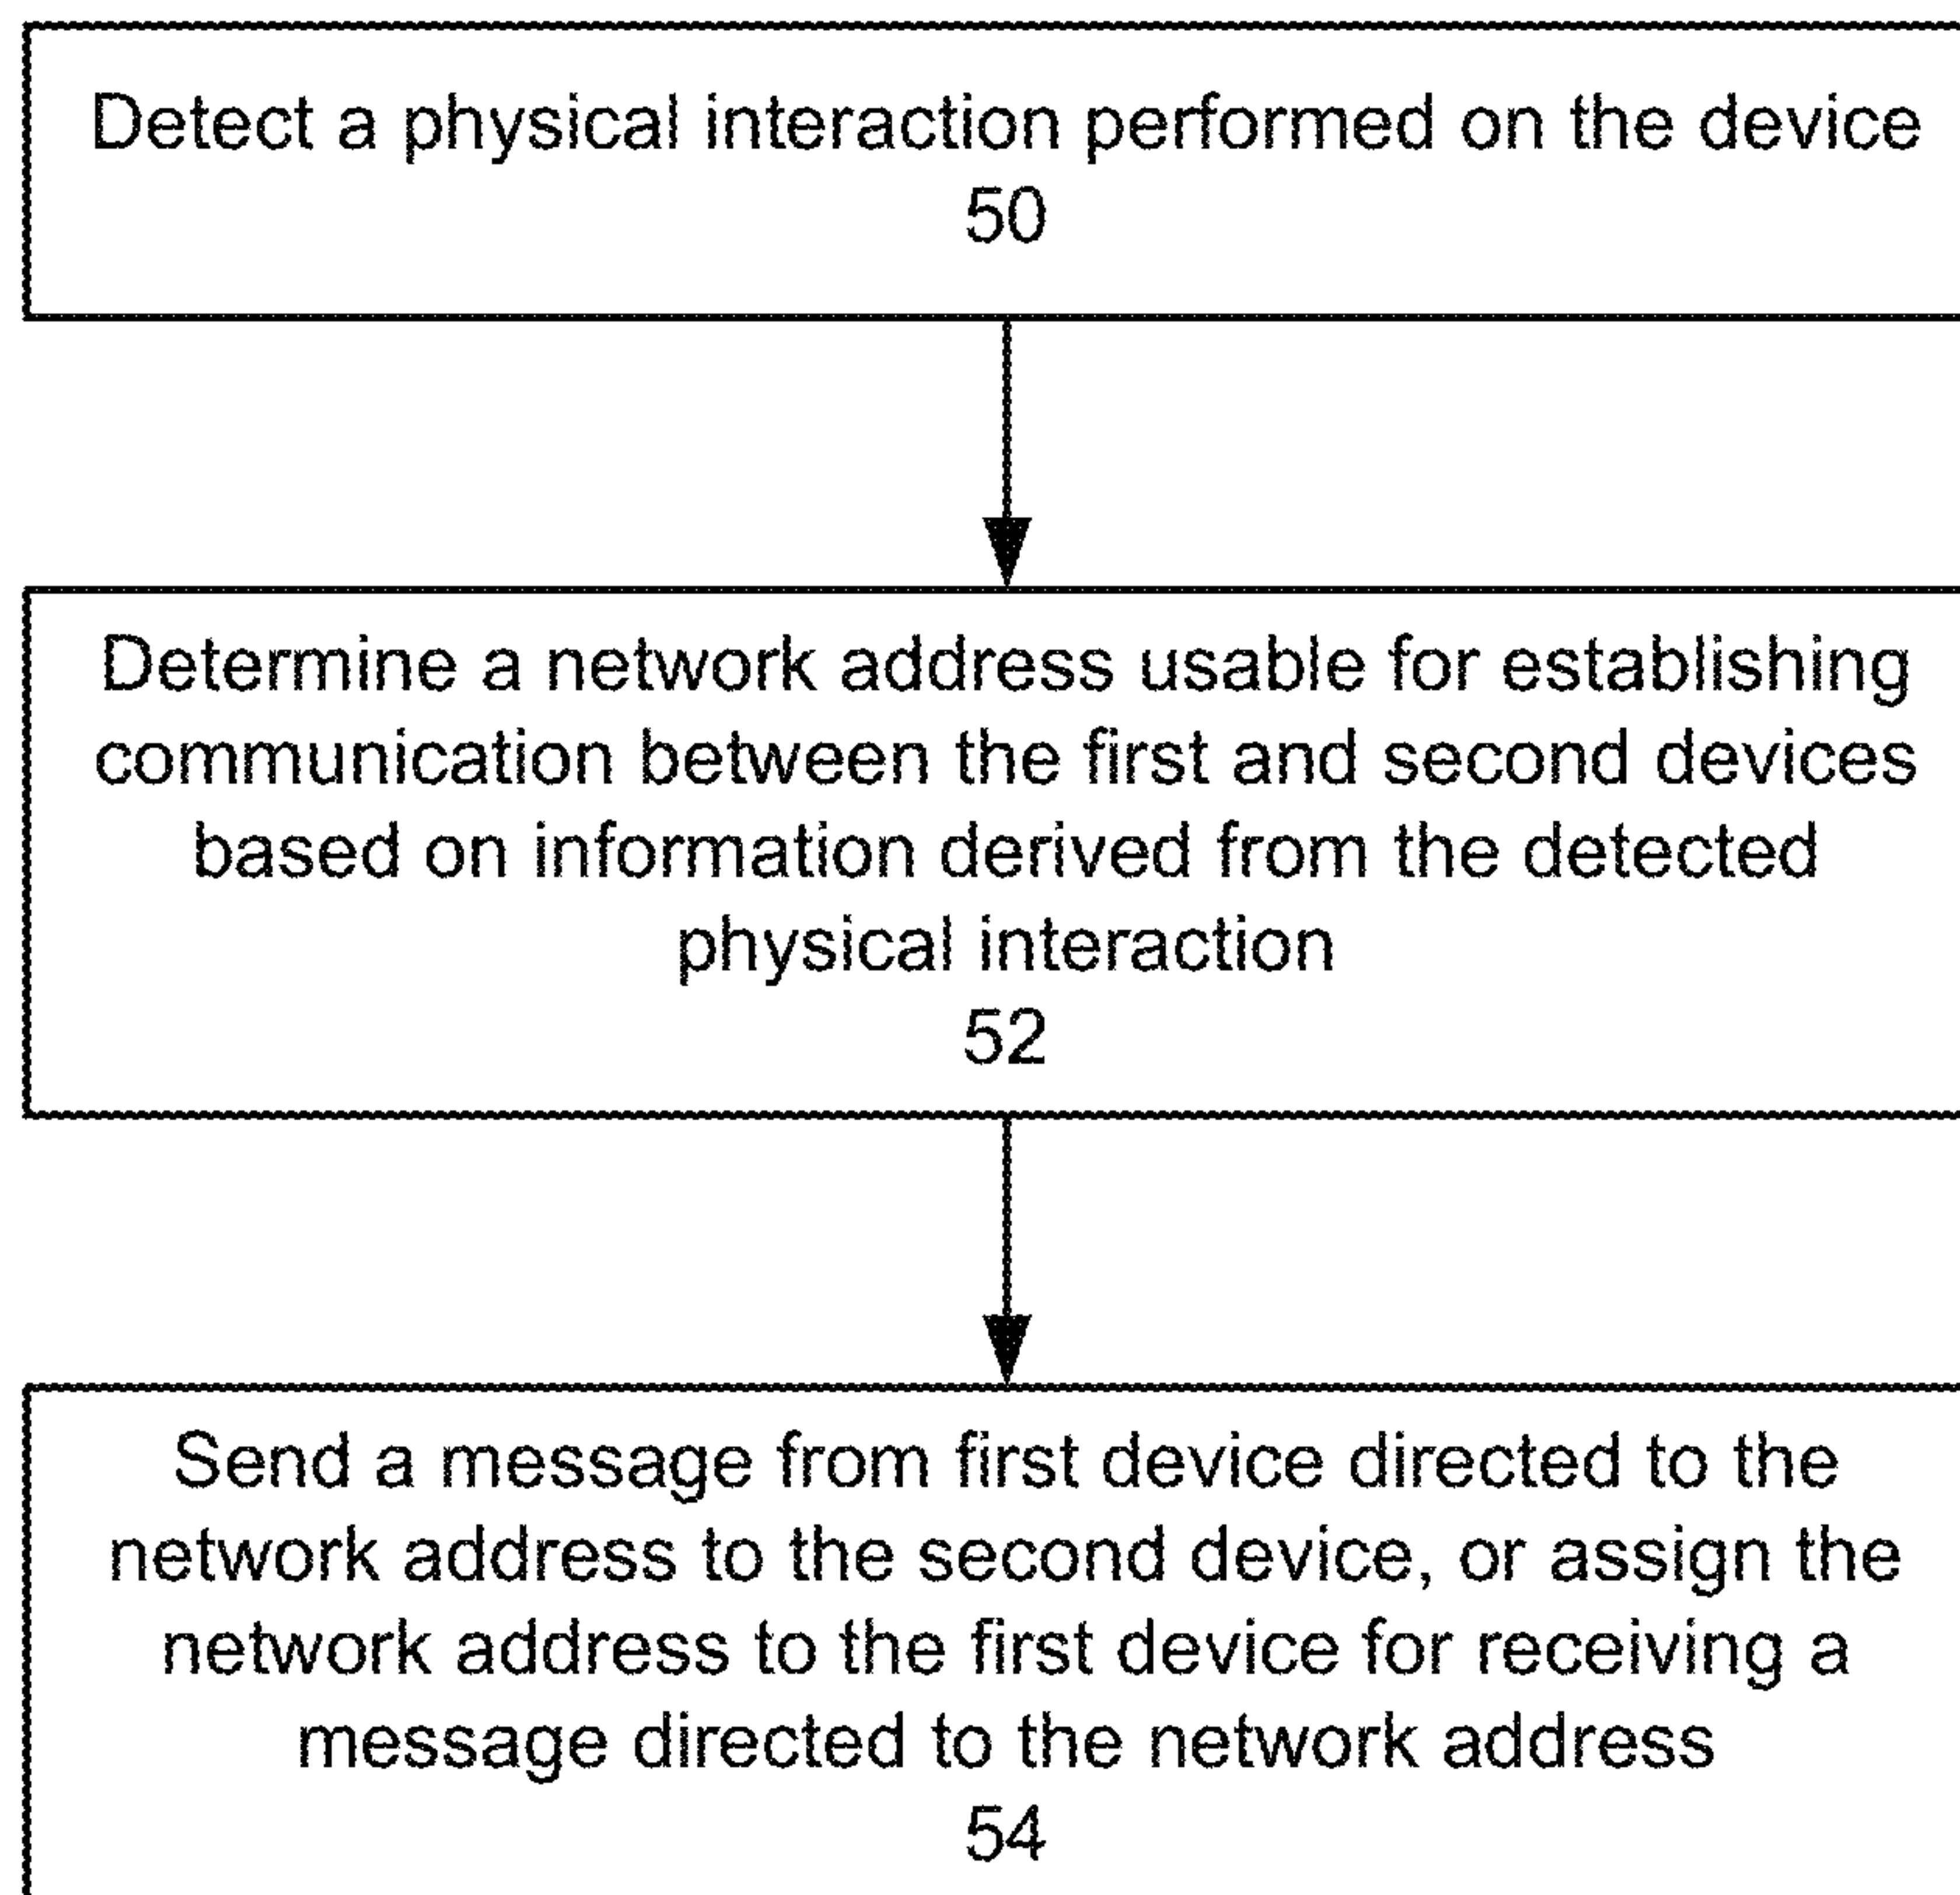 Detect a physical interaction performed on the device
50
Determine a network address usable for establishing
communication between the first and second devices
based on information derived from the detected
physical interaction
52
Send a message from first device directed to the
network address to the second device, or assign the
network address to the first device for receiving a
message directed to the network address
54